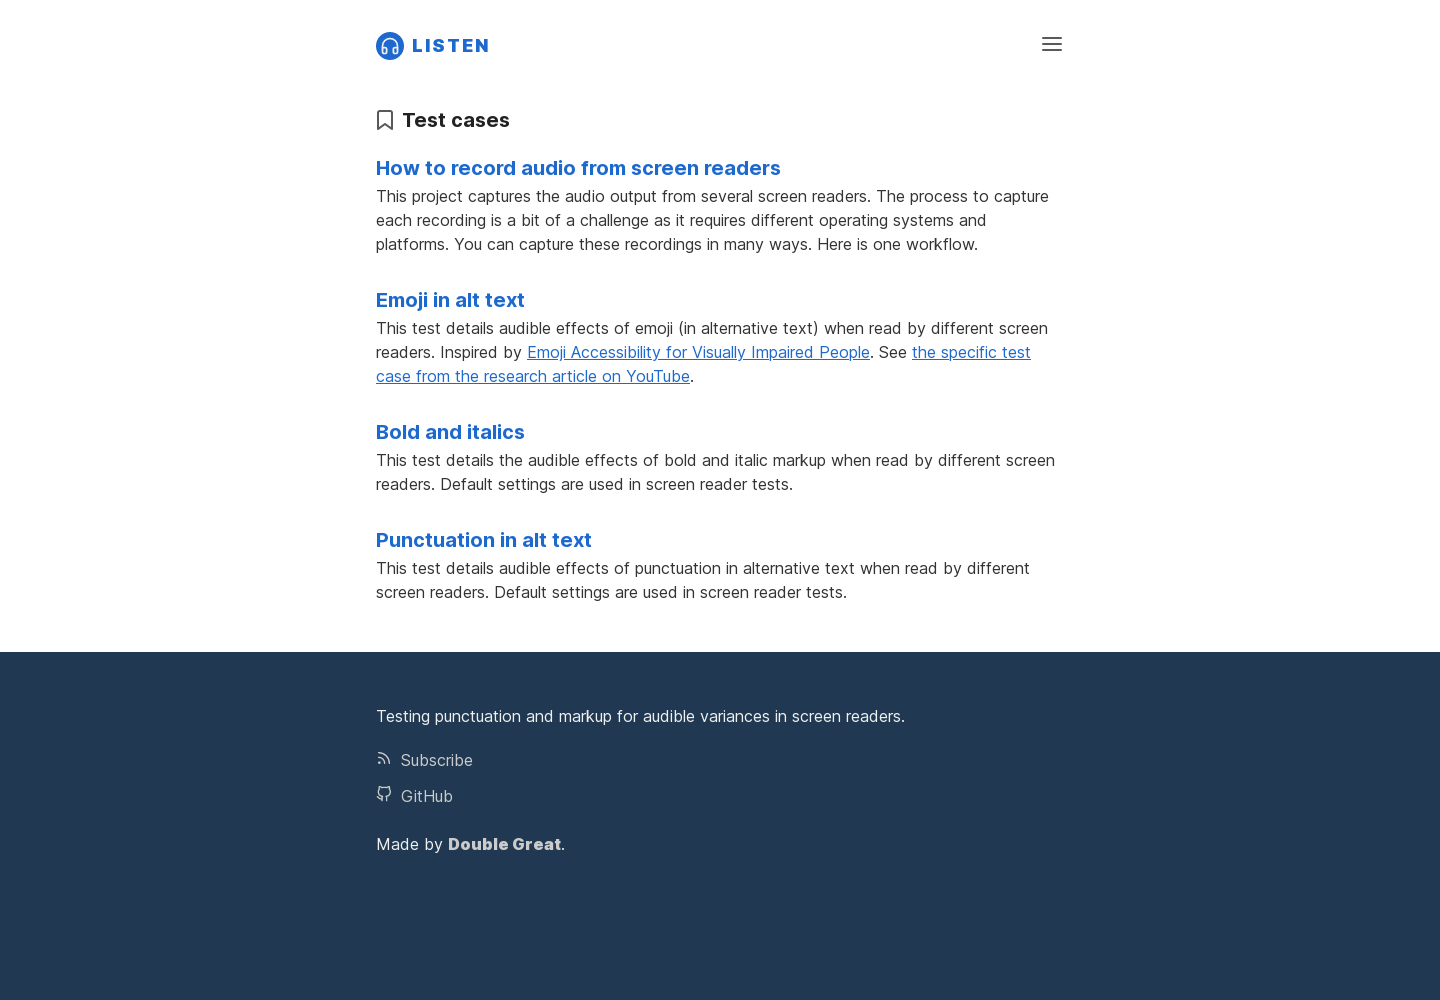 LISTEN
Test cases
How to record audio from screen readers
This project captures the audio output from several screen readers. The process to capture
each recording is a bit of a challenge as it requires different operating systems and
platforms. You can capture these recordings in many ways. Here is one workflow.
Emoji in alt text
This test details audible effects of emoji (in alternative text) when read by different screen
readers. Inspired by Emoji Accessibility for Visually Impaired People. See the specific test
case from the research article on YouTube.
Bold and italics
This test details the audible effects of bold and italic markup when read by different screen
readers. Default settings are used in screen reader tests.
Punctuation in alt text
This test details audible effects of punctuation in alternative text when read by different
screen readers. Default settings are used in screen reader tests.
Testing punctuation and markup for audible variances in screen readers.
Subscribe
GitHub
Made by Double Great.